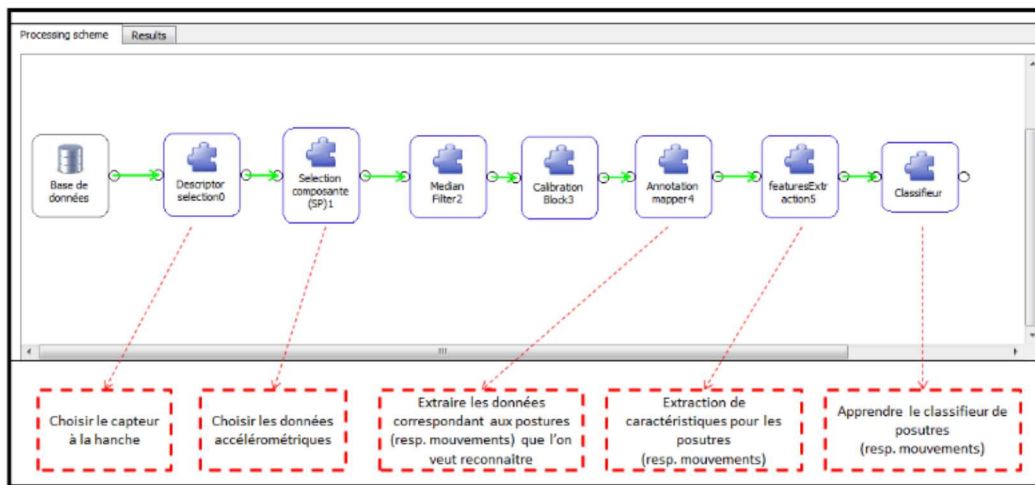 Processing scheme
Results
Base de
données
Descriptor
selection0
Selection
composante
(SP)1
Median
Filter2
Calibration
Block3
Annotation
mapper4
featuresExtr
action5
Classifieur
Choisir le capteur
à la hanche
Choisir les données
accélérométriques
Extraire les données
correspondant aux postures
(resp. mouvements) que l'on
veut reconnaître
Extraction de
caractéristiques pour les
posutres
(resp. mouvements)
Apprendre le classifieur de
posutres
(resp. mouvements)